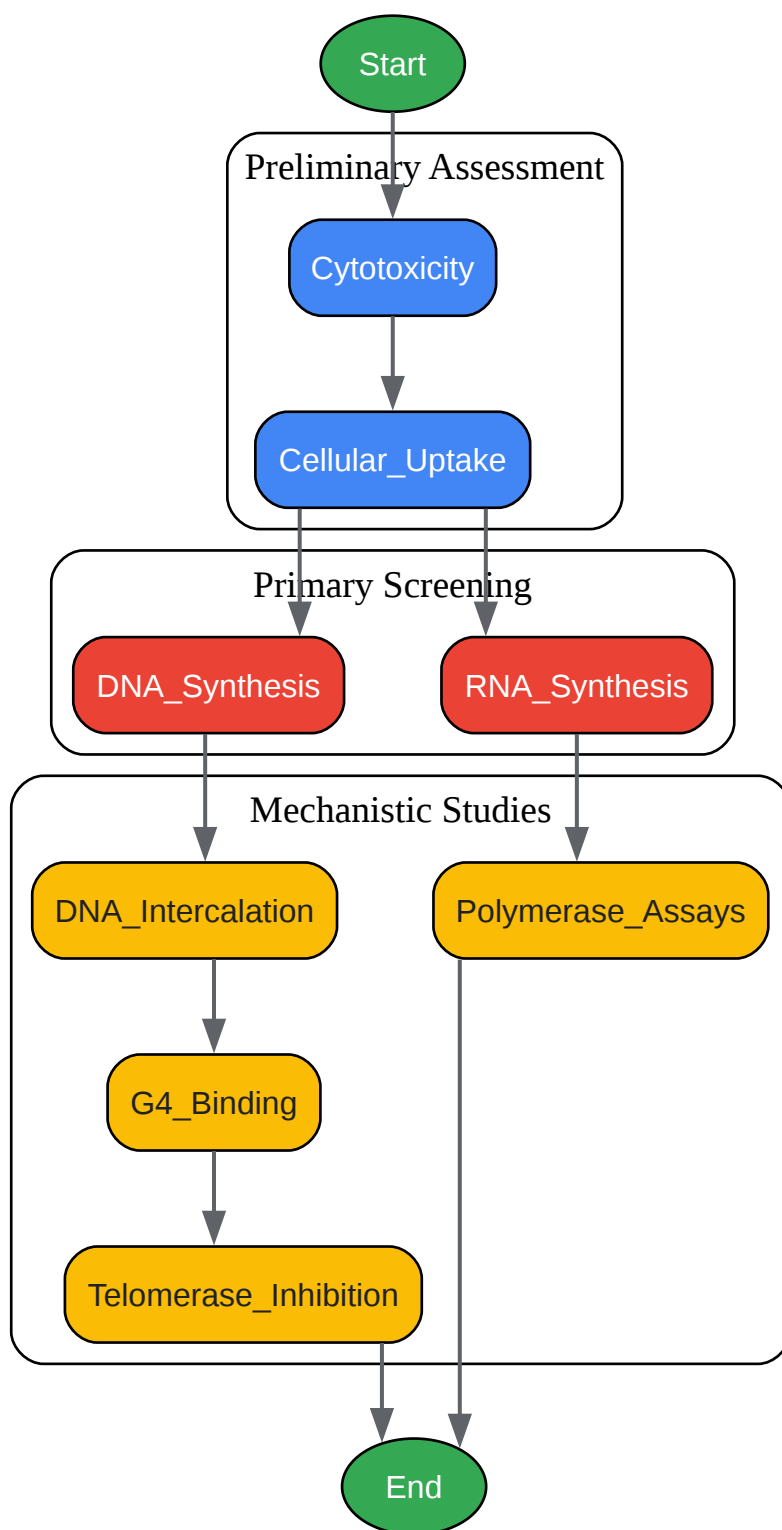 Start
Preliminary Assessment
Cytotoxicity
Cellular_Uptake
Primary Screening
DNA_Synthesis
RNA_Synthesis
Mechanistic Studies
DNA_Intercalation
Polymerase_Assays
G4_Binding
Telomerase_Inhibition
End